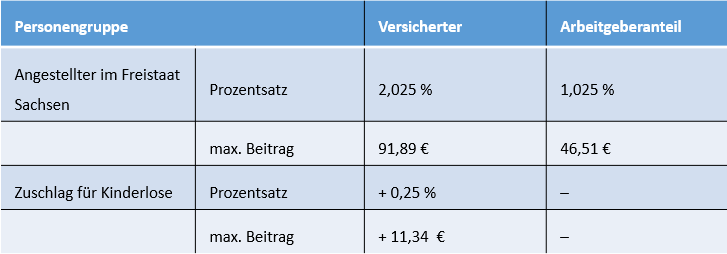 Personengruppe Versicherter Arbeitgeberanteil
Angestellter im Freistaat
Sachsen Prozentsatz 2,025 % 1,025 %
max. Beitrag 91,89 € 46,51 €
Zuschlag für Kinderlose Prozentsatz + 0,25 % –
max. Beitrag + 11,34 € –